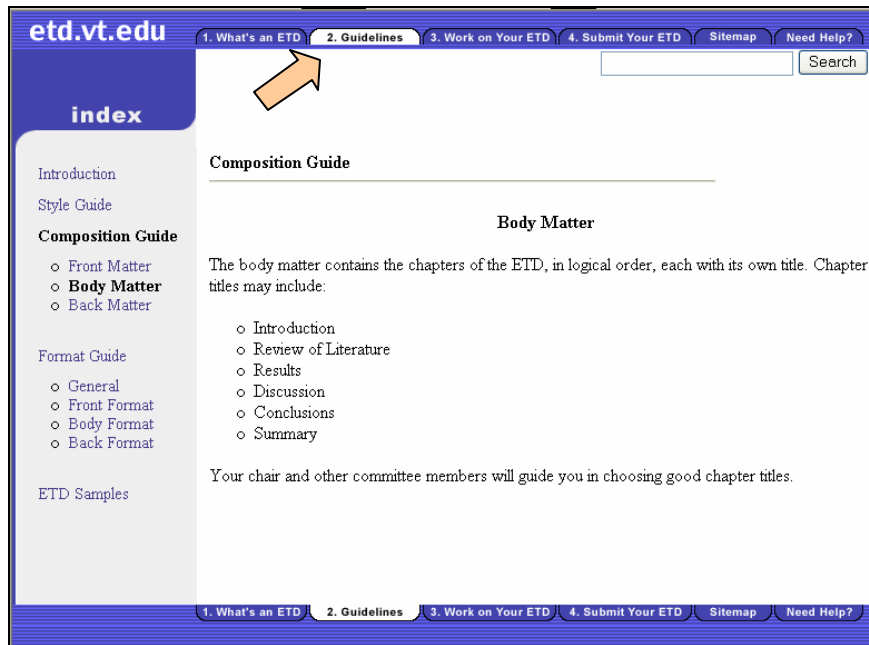 etd.vt.edu
1. What's an ETD
2. Guidelines
3. Work on Your ETD
4. Submit Your ETD
Sitemap
Need Help?
Search
index
Introduction
Style Guide
Composition Guide
Front Matter
Body Matter
Back Matter
Format Guide
General
Front Format
Body Format
Back Format
ETD Samples
Composition Guide
Body Matter
The body matter contains the chapters of the ETD, in logical order, each with its own title. Chapter
titles may include:
Introduction
Review of Literature
Results
Discussion
Conclusions
Summary
Your chair and other committee members will guide you in choosing good chapter titles.
1. What's an ETD
2. Guidelines
3. Work on Your ETD
4. Submit Your ETD
Sitemap
Need Help?